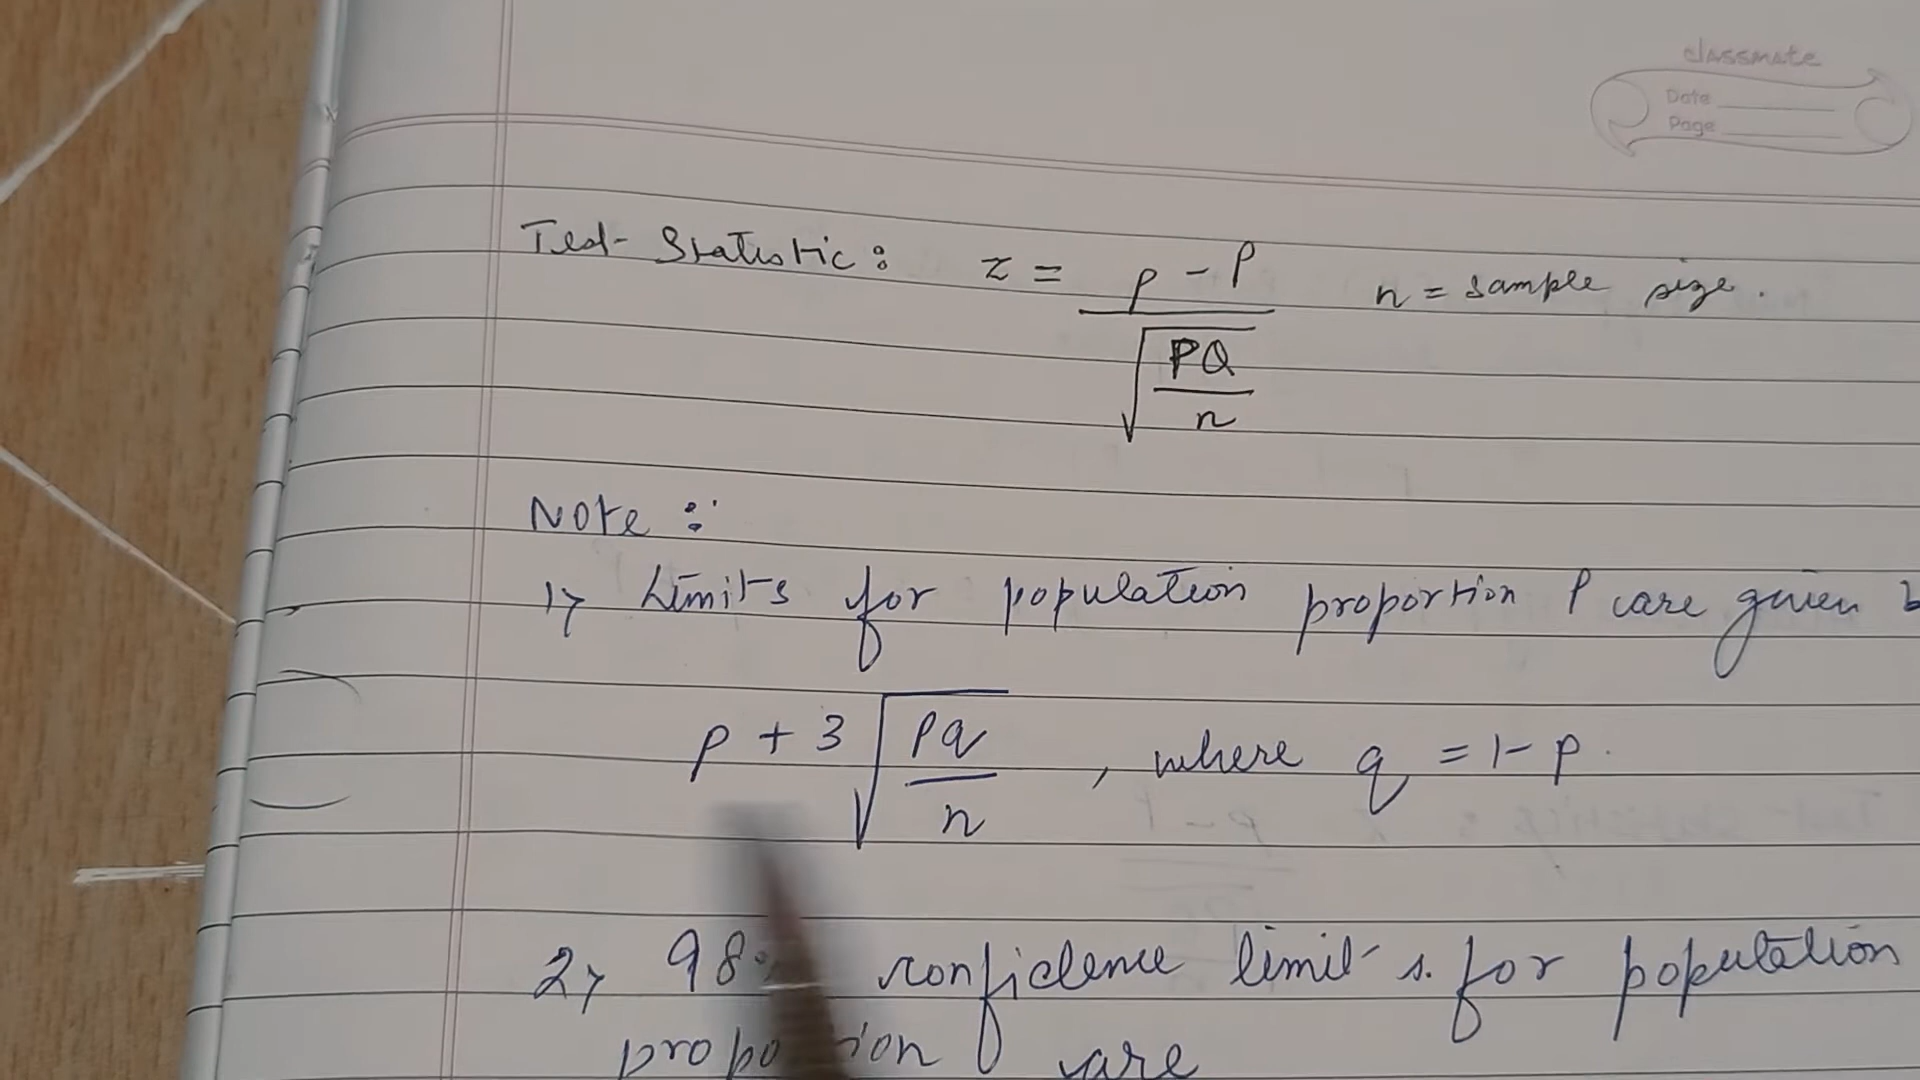 classmate
Date
Page
Test Statistic : z = p - P / √(PQ/n) n = sample size.
Note :
1> Limits for population proportion P are given
p + 3 √(pq/n) , where q = 1 - p.
2> 98% confidence limits for population
proportion are